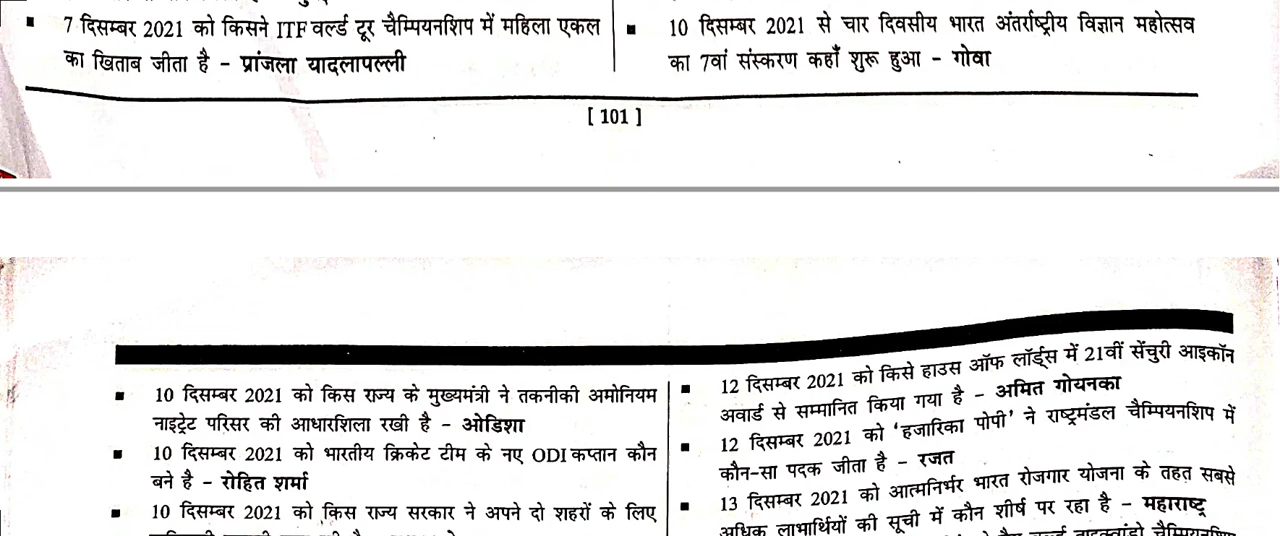 7 दिसम्बर 2021 को किसने ITF वर्ल्ड टूर चैम्पियनशिप में महिला एकल
का खिताब जीता है – प्रांजला यादलापल्ली
10 दिसम्बर 2021 से चार दिवसीय भारत अंतर्राष्ट्रीय विज्ञान महोत्सव
का 7वां संस्करण कहाँ शुरू हुआ – गोवा
[ 101 ]
10 दिसम्बर 2021 को किस राज्य के मुख्यमंत्री ने तकनीकी अमोनियम
नाइट्रेट परिसर की आधारशिला रखी है – ओडिशा
10 दिसम्बर 2021 को भारतीय क्रिकेट टीम के नए ODI कप्तान कौन
बने है – रोहित शर्मा
10 दिसम्बर 2021 को किस राज्य सरकार ने अपने दो शहरों के लिए
12 दिसम्बर 2021 को किसे हाउस ऑफ लॉर्ड्स में 21वीं सेंचुरी आइकॉन
अवार्ड से सम्मानित किया गया है – अमित गोयनका
12 दिसम्बर 2021 को ‘हजारिका पोपी’ ने राष्ट्रमंडल चैम्पियनशिप में
कौन-सा पदक जीता है – रजत
13 दिसम्बर 2021 को आत्मनिर्भर भारत रोजगार योजना के तहत सबसे
अधिक लाभार्थियों की सूची में कौन शीर्ष पर रहा है – महाराष्ट्र